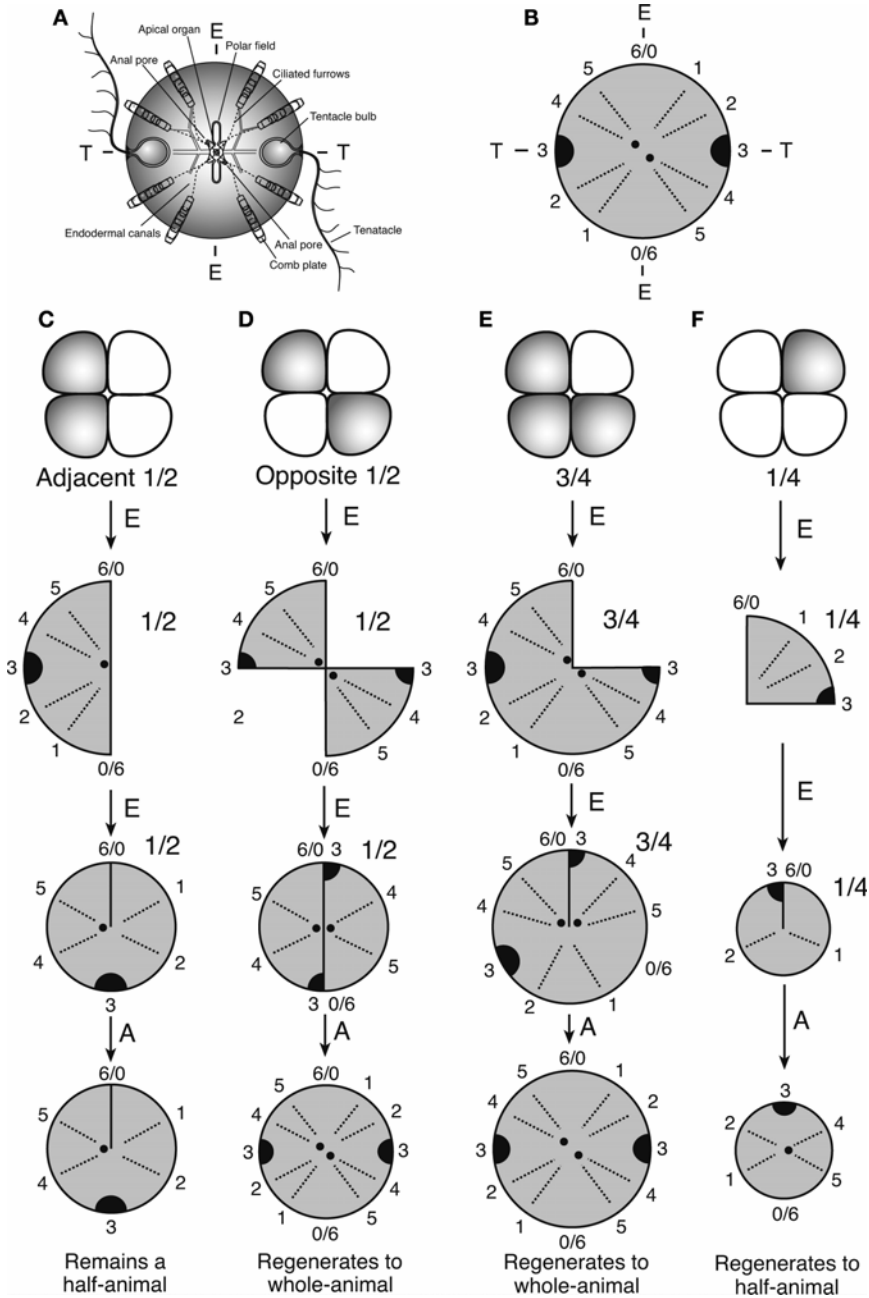 A
E
Apical organ
Polar field
Anal pore
Ciliated furrows
Tentacle bulb
T
T
Endodermal canals
Anal pore
Tenatacle
Comb plate
E
B
E
6/0
5 1
4 2
T 3 3 T
2 4
1 5
0/6
E
C
Adjacent 1/2
E
6/0
5
4
1/2
3
2
1
0/6
E
6/0
1/2
5 1
4 2
3
A
6/0
5 1
4 2
3
Remains a
half-animal
D
Opposite 1/2
E
6/0
5
4
1/2
3 3
2 4
5
0/6
E
6/0 3
1/2
5 4
4 5
3 0/6
A
6/0
5 1
4 2
3 3
2 4
1 5
0/6
Regenerates to
whole-animal
E
3/4
E
6/0
5
4
3/4
3 3
2 4
1 5
0/6
E
6/0 3
3/4
5 4
4 5
3 0/6
2 1
A
6/0
5 1
4 2
3 3
2 4
1 5
0/6
Regenerates to
whole-animal
F
1/4
E
6/0
1
1/4
2
3
E
3 6/0
1/4
2 1
A
3
2 4
1 5
0/6
Regenerates to
half-animal